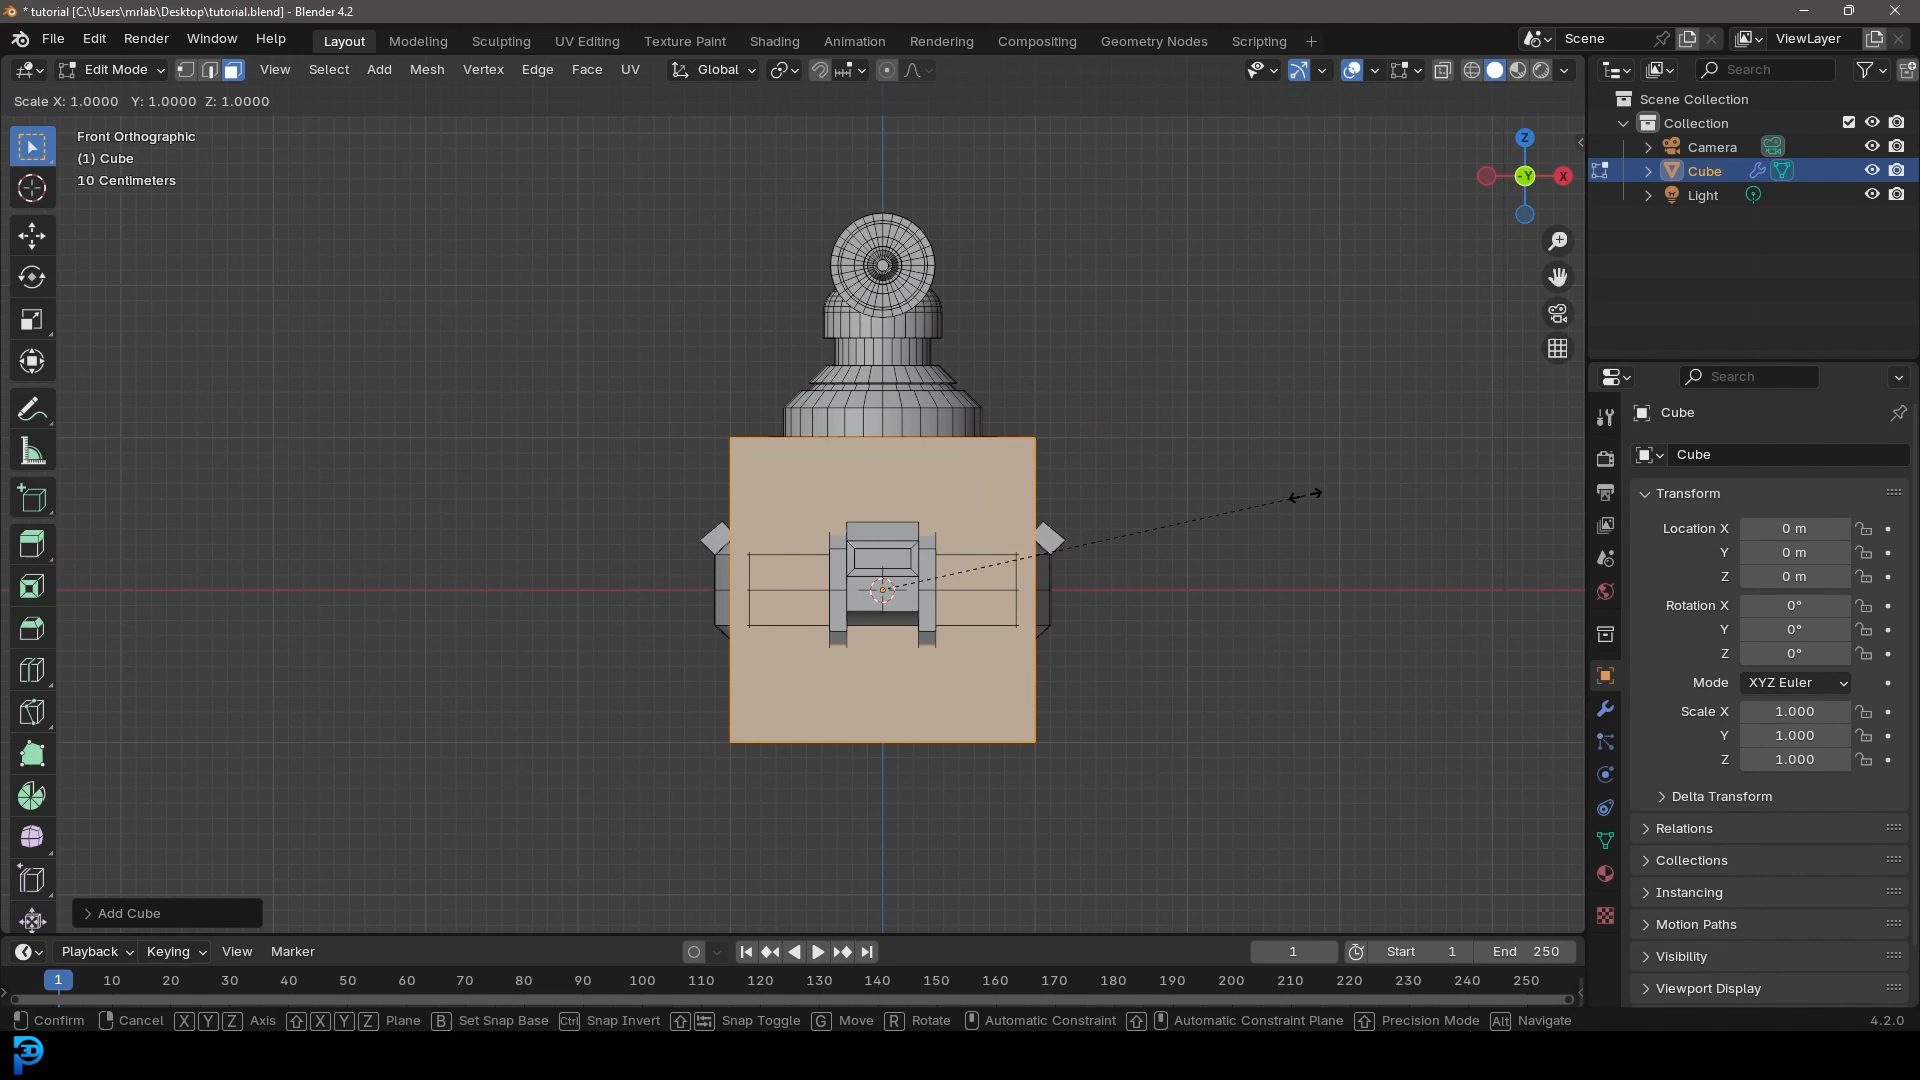 * tutorial [C:\Users\mrlab\Desktop\tutorial.blend] - Blender 4.2
File Edit Render Window Help Layout Modeling Sculpting UV Editing Texture Paint Shading Animation Rendering Compositing Geometry Nodes Scripting + Scene ViewLayer
Edit Mode View Select Add Mesh Vertex Edge Face UV Global Search
Scale X: 1.0000 Y: 1.0000 Z: 1.0000
Scene Collection
Collection
Camera
Cube
Light
Front Orthographic
(1) Cube
10 Centimeters
Z
-Y X
Search
Cube
Cube
Transform
Location X 0 m
Y 0 m
Z 0 m
Rotation X 0°
Y 0°
Z 0°
Mode XYZ Euler
Scale X 1.000
Y 1.000
Z 1.000
Delta Transform
Relations
Collections
Instancing
Motion Paths
Visibility
Viewport Display
Add Cube
Playback Keying View Marker 1 Start 1 End 250
1 10 20 30 40 50 60 70 80 90 100 110 120 130 140 150 160 170 180 190 200 210 220 230 240 250
Confirm Cancel X Y Z Axis X Y Z Plane B Set Snap Base Ctrl Snap Invert Snap Toggle G Move R Rotate Automatic Constraint Automatic Constraint Plane Precision Mode Alt Navigate 4.2.0